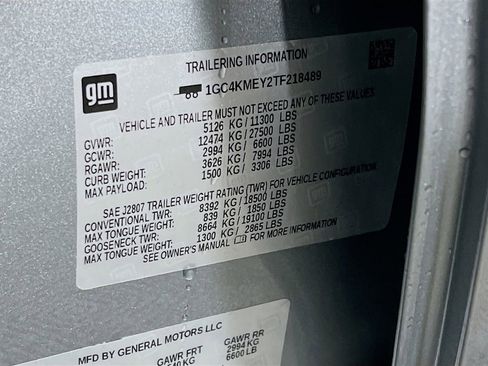 TRAILERING INFORMATION
gm
1GC4KMEY2TF218489
VEHICLE AND TRAILER MUST NOT EXCEED ANY OF THESE WEIGHTS
GVWR: 5126 KG / 11300 LBS
GCWR: 12474 KG / 27500 LBS
RGAWR: 2994 KG / 6600 LBS
CURB WEIGHT: 3626 KG / 7994 LBS
MAX PAYLOAD: 1500 KG / 3306 LBS
SAE J2807 TRAILER WEIGHT RATING (TWR) FOR VEHICLE CONFIGURATION
CONVENTIONAL TWR: 8392 KG / 18500 LBS
MAX TONGUE WEIGHT: 839 KG / 1850 LBS
GOOSENECK TWR: 8664 KG / 19100 LBS
MAX TONGUE WEIGHT: 1300 KG / 2865 LBS
SEE OWNER'S MANUAL FOR MORE INFORMATION
MFD BY GENERAL MOTORS LLC
GAWR FRT GAWR RR
2994 KG
6600 LB